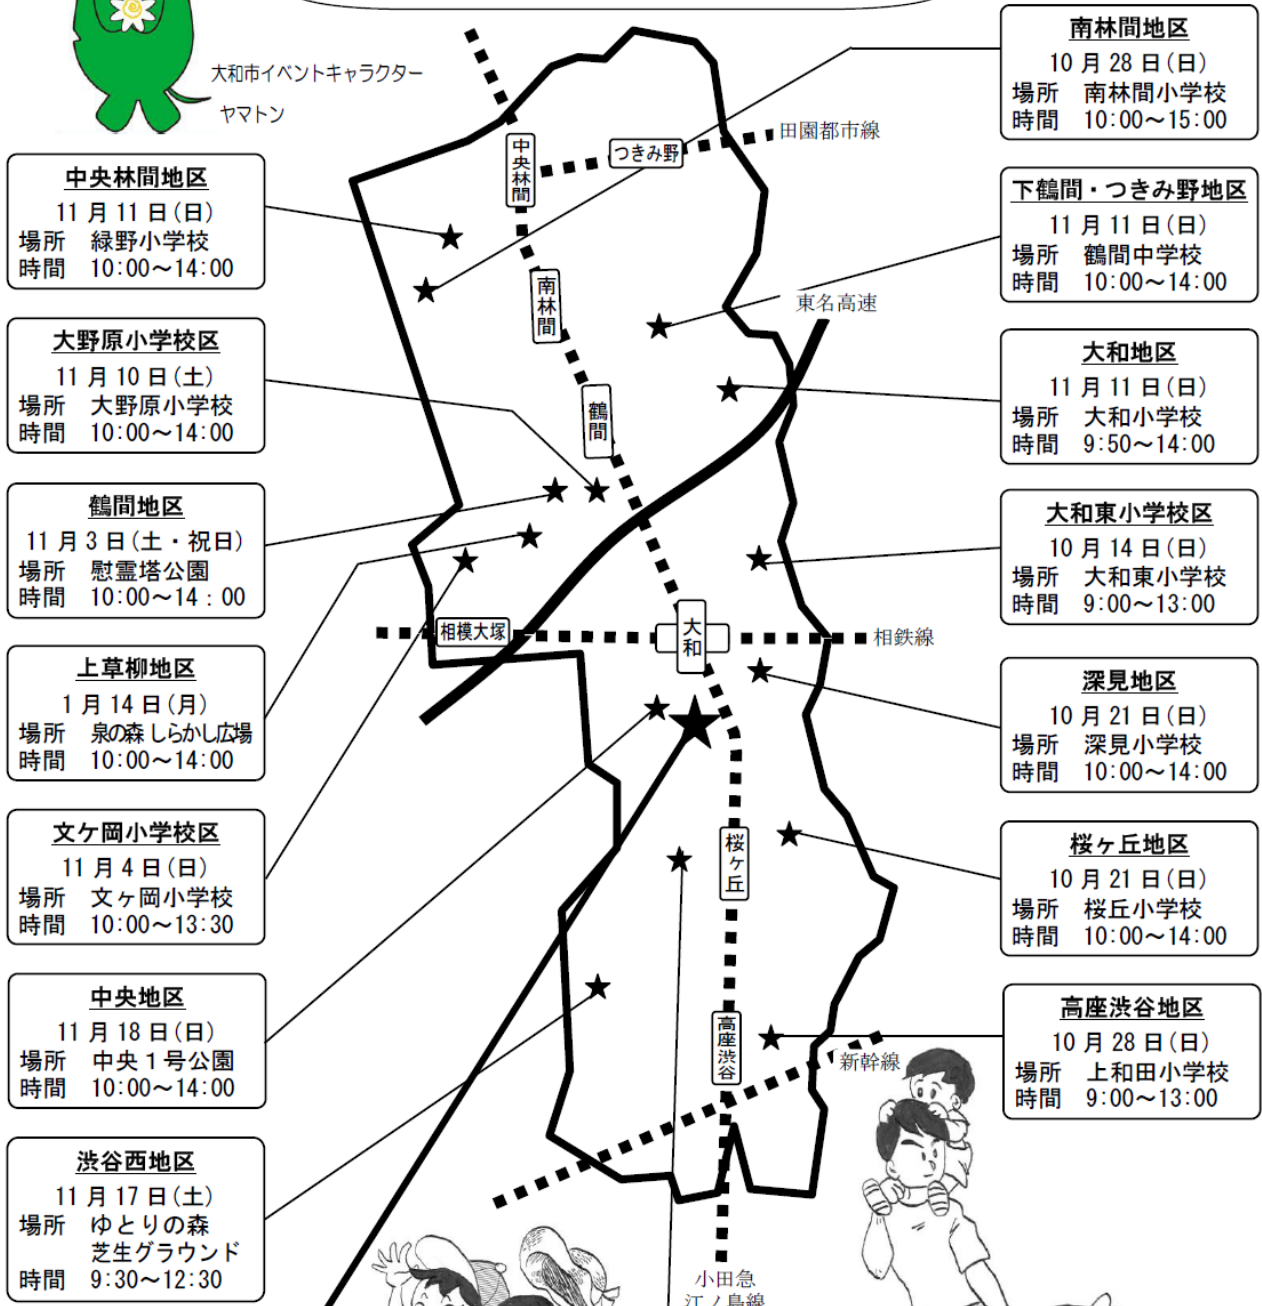 大和市イベントキャラクター
ヤマトン
中央林間地区
11月11日(日)
場所 緑野小学校
時間 10:00～14:00
大野原小学校区
11月10日(土)
場所 大野原小学校
時間 10:00～14:00
鶴間地区
11月3日(土・祝日)
場所 慰霊塔公園
時間 10:00～14：00
上草柳地区
1月14日(月)
場所 泉の森 しらかし広場
時間 10:00～14:00
文ケ岡小学校区
11月4日(日)
場所 文ヶ岡小学校
時間 10:00～13:30
中央地区
11月18日(日)
場所 中央１号公園
時間 10:00～14:00
渋谷西地区
11月17日(土)
場所 ゆとりの森
芝生グラウンド
時間 9:30～12:30
中央林間
つきみ野
田園都市線
南林間
東名高速
鶴間
相模大塚
大和
相鉄線
桜ヶ丘
高座渋谷
新幹線
小田急
江ノ島線
南林間地区
10月28日(日)
場所 南林間小学校
時間 10:00～15:00
下鶴間・つきみ野地区
11月11日(日)
場所 鶴間中学校
時間 10:00～14:00
大和地区
11月11日(日)
場所 大和小学校
時間 9:50～14:00
大和東小学校区
10月14日(日)
場所 大和東小学校
時間 9:00～13:00
深見地区
10月21日(日)
場所 深見小学校
時間 10:00～14:00
桜ヶ丘地区
10月21日(日)
場所 桜丘小学校
時間 10:00～14:00
高座渋谷地区
10月28日(日)
場所 上和田小学校
時間 9:00～13:00